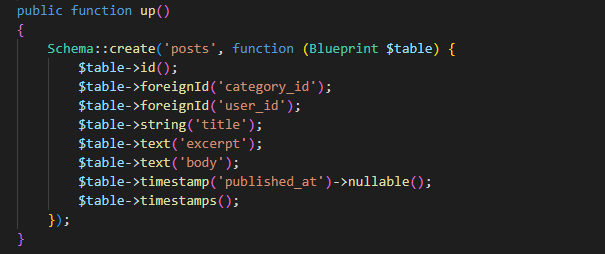 public function up()
{
    Schema::create('posts', function (Blueprint $table) {
        $table->id();
        $table->foreignId('category_id');
        $table->foreignId('user_id');
        $table->string('title');
        $table->text('excerpt');
        $table->text('body');
        $table->timestamp('published_at')->nullable();
        $table->timestamps();
    });
}